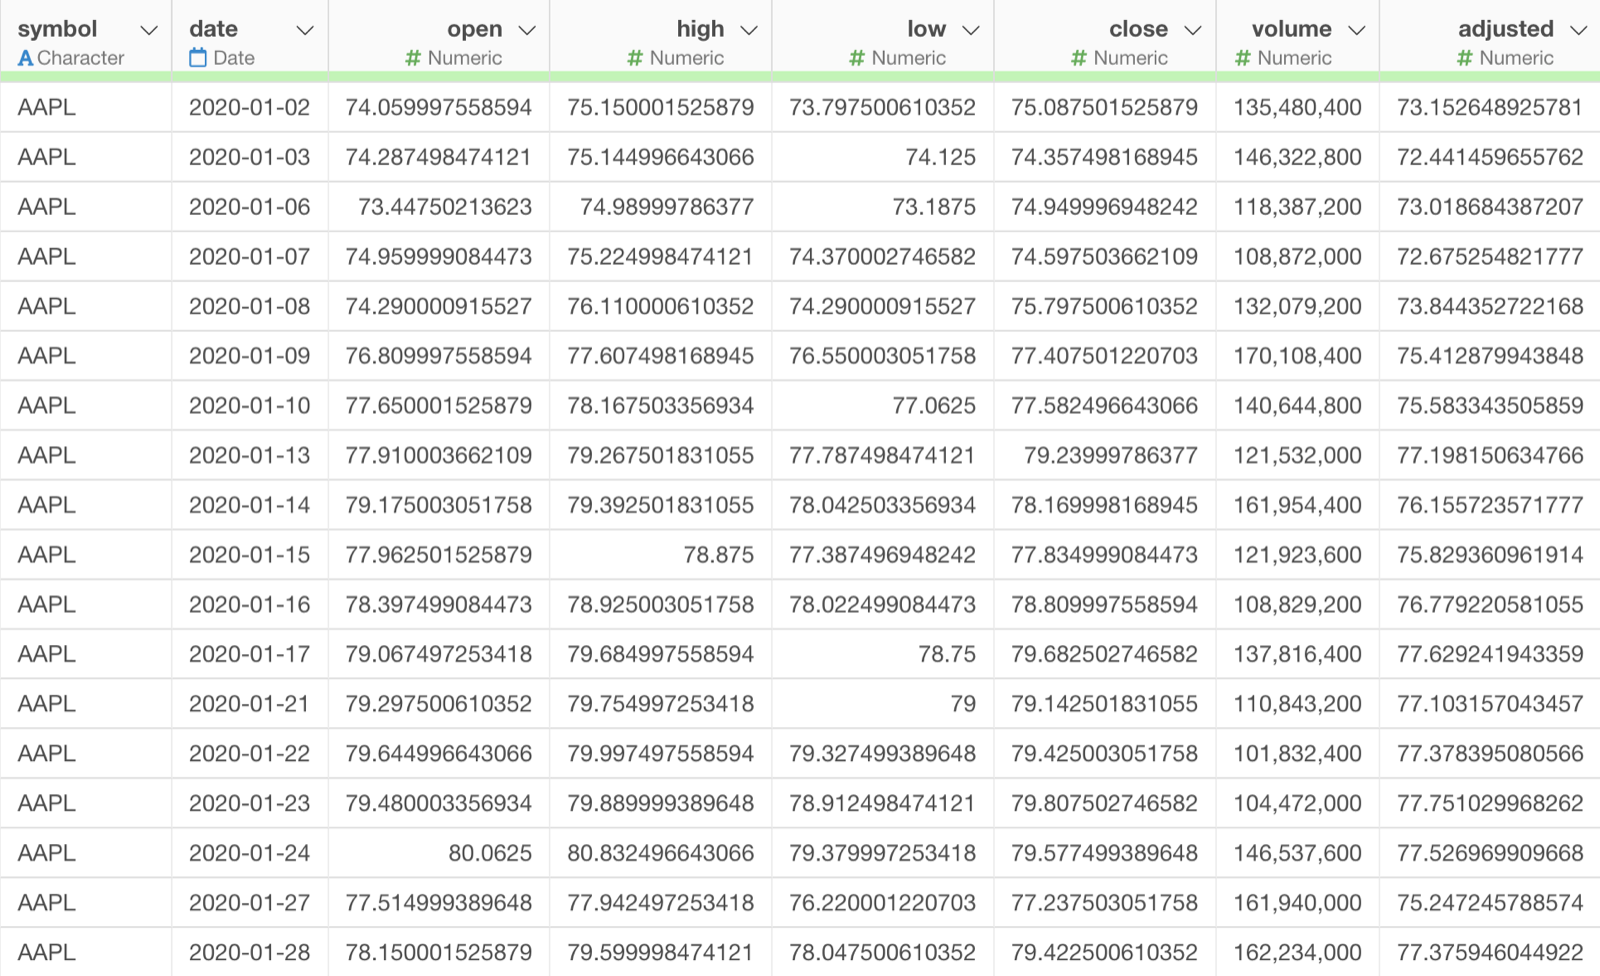 symbol date open high low close volume adjusted
A Character Date # Numeric # Numeric # Numeric # Numeric # Numeric # Numeric
AAPL 2020-01-02 74.059997558594 75.150001525879 73.797500610352 75.087501525879 135,480,400 73.152648925781
AAPL 2020-01-03 74.287498474121 75.144996643066 74.125 74.357498168945 146,322,800 72.441459655762
AAPL 2020-01-06 73.44750213623 74.98999786377 73.1875 74.949996948242 118,387,200 73.018684387207
AAPL 2020-01-07 74.959999084473 75.224998474121 74.370002746582 74.597503662109 108,872,000 72.675254821777
AAPL 2020-01-08 74.290000915527 76.110000610352 74.290000915527 75.797500610352 132,079,200 73.844352722168
AAPL 2020-01-09 76.809997558594 77.607498168945 76.550003051758 77.407501220703 170,108,400 75.412879943848
AAPL 2020-01-10 77.650001525879 78.167503356934 77.0625 77.582496643066 140,644,800 75.583343505859
AAPL 2020-01-13 77.910003662109 79.267501831055 77.787498474121 79.23999786377 121,532,000 77.198150634766
AAPL 2020-01-14 79.175003051758 79.392501831055 78.042503356934 78.169998168945 161,954,400 76.155723571777
AAPL 2020-01-15 77.962501525879 78.875 77.387496948242 77.834999084473 121,923,600 75.829360961914
AAPL 2020-01-16 78.397499084473 78.925003051758 78.022499084473 78.809997558594 108,829,200 76.779220581055
AAPL 2020-01-17 79.067497253418 79.684997558594 78.75 79.682502746582 137,816,400 77.629241943359
AAPL 2020-01-21 79.297500610352 79.754997253418 79 79.142501831055 110,843,200 77.103157043457
AAPL 2020-01-22 79.644996643066 79.997497558594 79.327499389648 79.425003051758 101,832,400 77.378395080566
AAPL 2020-01-23 79.480003356934 79.889999389648 78.912498474121 79.807502746582 104,472,000 77.751029968262
AAPL 2020-01-24 80.0625 80.832496643066 79.379997253418 79.577499389648 146,537,600 77.526969909668
AAPL 2020-01-27 77.514999389648 77.942497253418 76.220001220703 77.237503051758 161,940,000 75.247245788574
AAPL 2020-01-28 78.150001525879 79.599998474121 78.047500610352 79.422500610352 162,234,000 77.375946044922